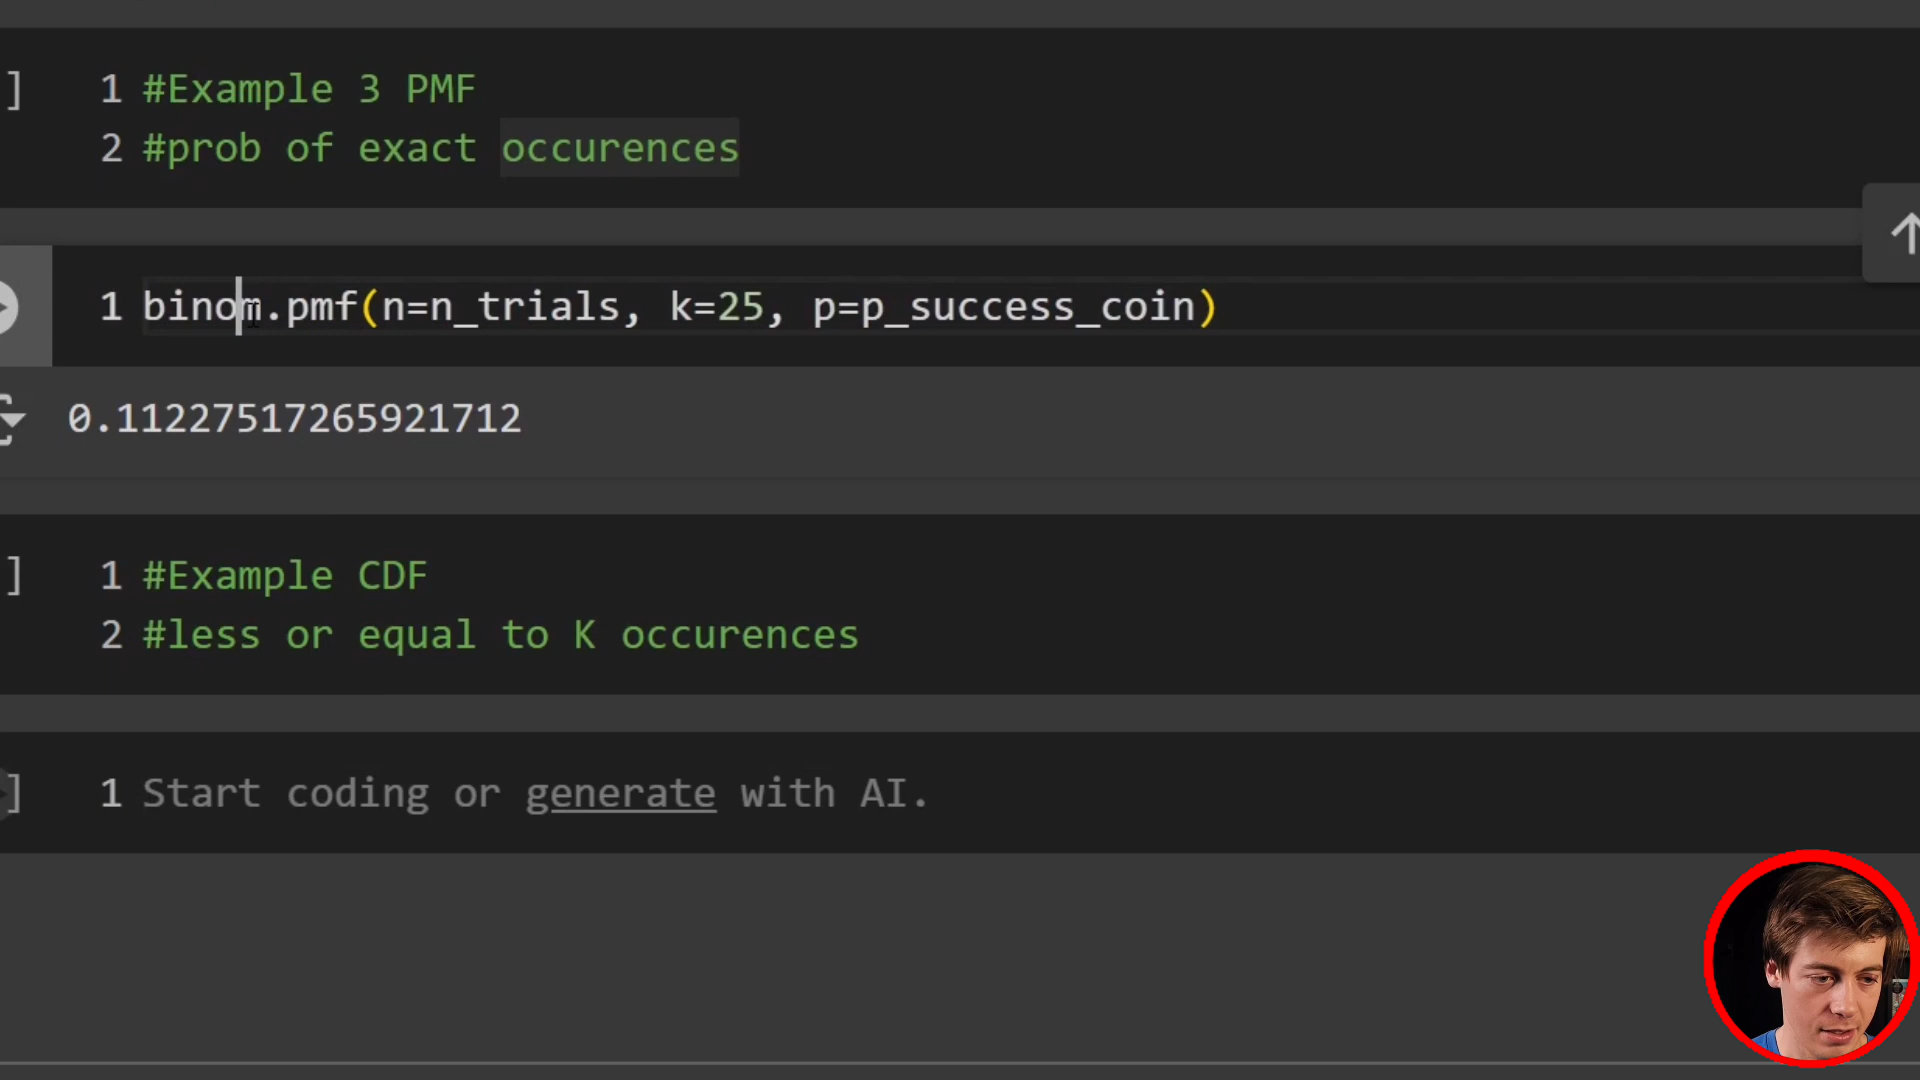 ]
1 #Example 3 PMF
2 #prob of exact occurences
1 binom.pmf(n=n_trials, k=25, p=p_success_coin)
0.11227517265921712
]
1 #Example CDF
2 #less or equal to K occurences
]
1 Start coding or generate with AI.